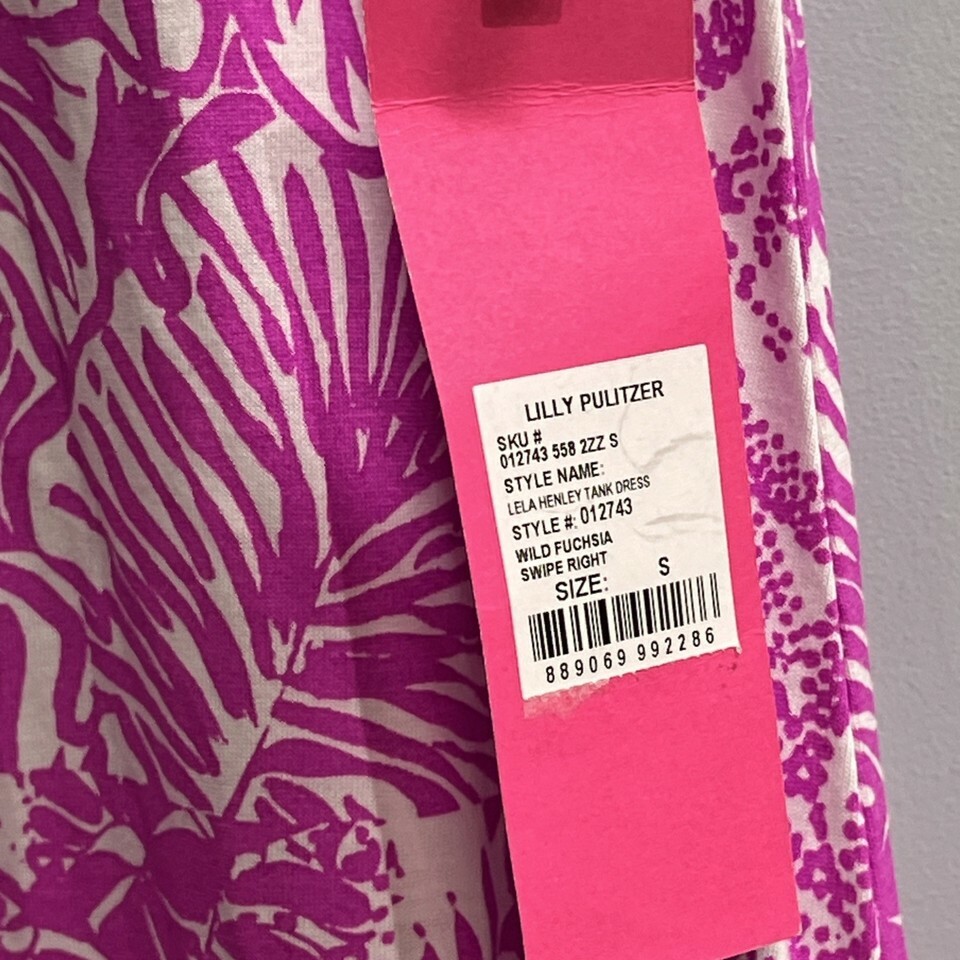 LILLY PULITZER
SKU #
012743 558 2ZZ S
STYLE NAME:
LELA HENLEY TANK DRESS
STYLE #: 012743
WILD FUCHSIA
SWIPE RIGHT
SIZE: S
889069 992286